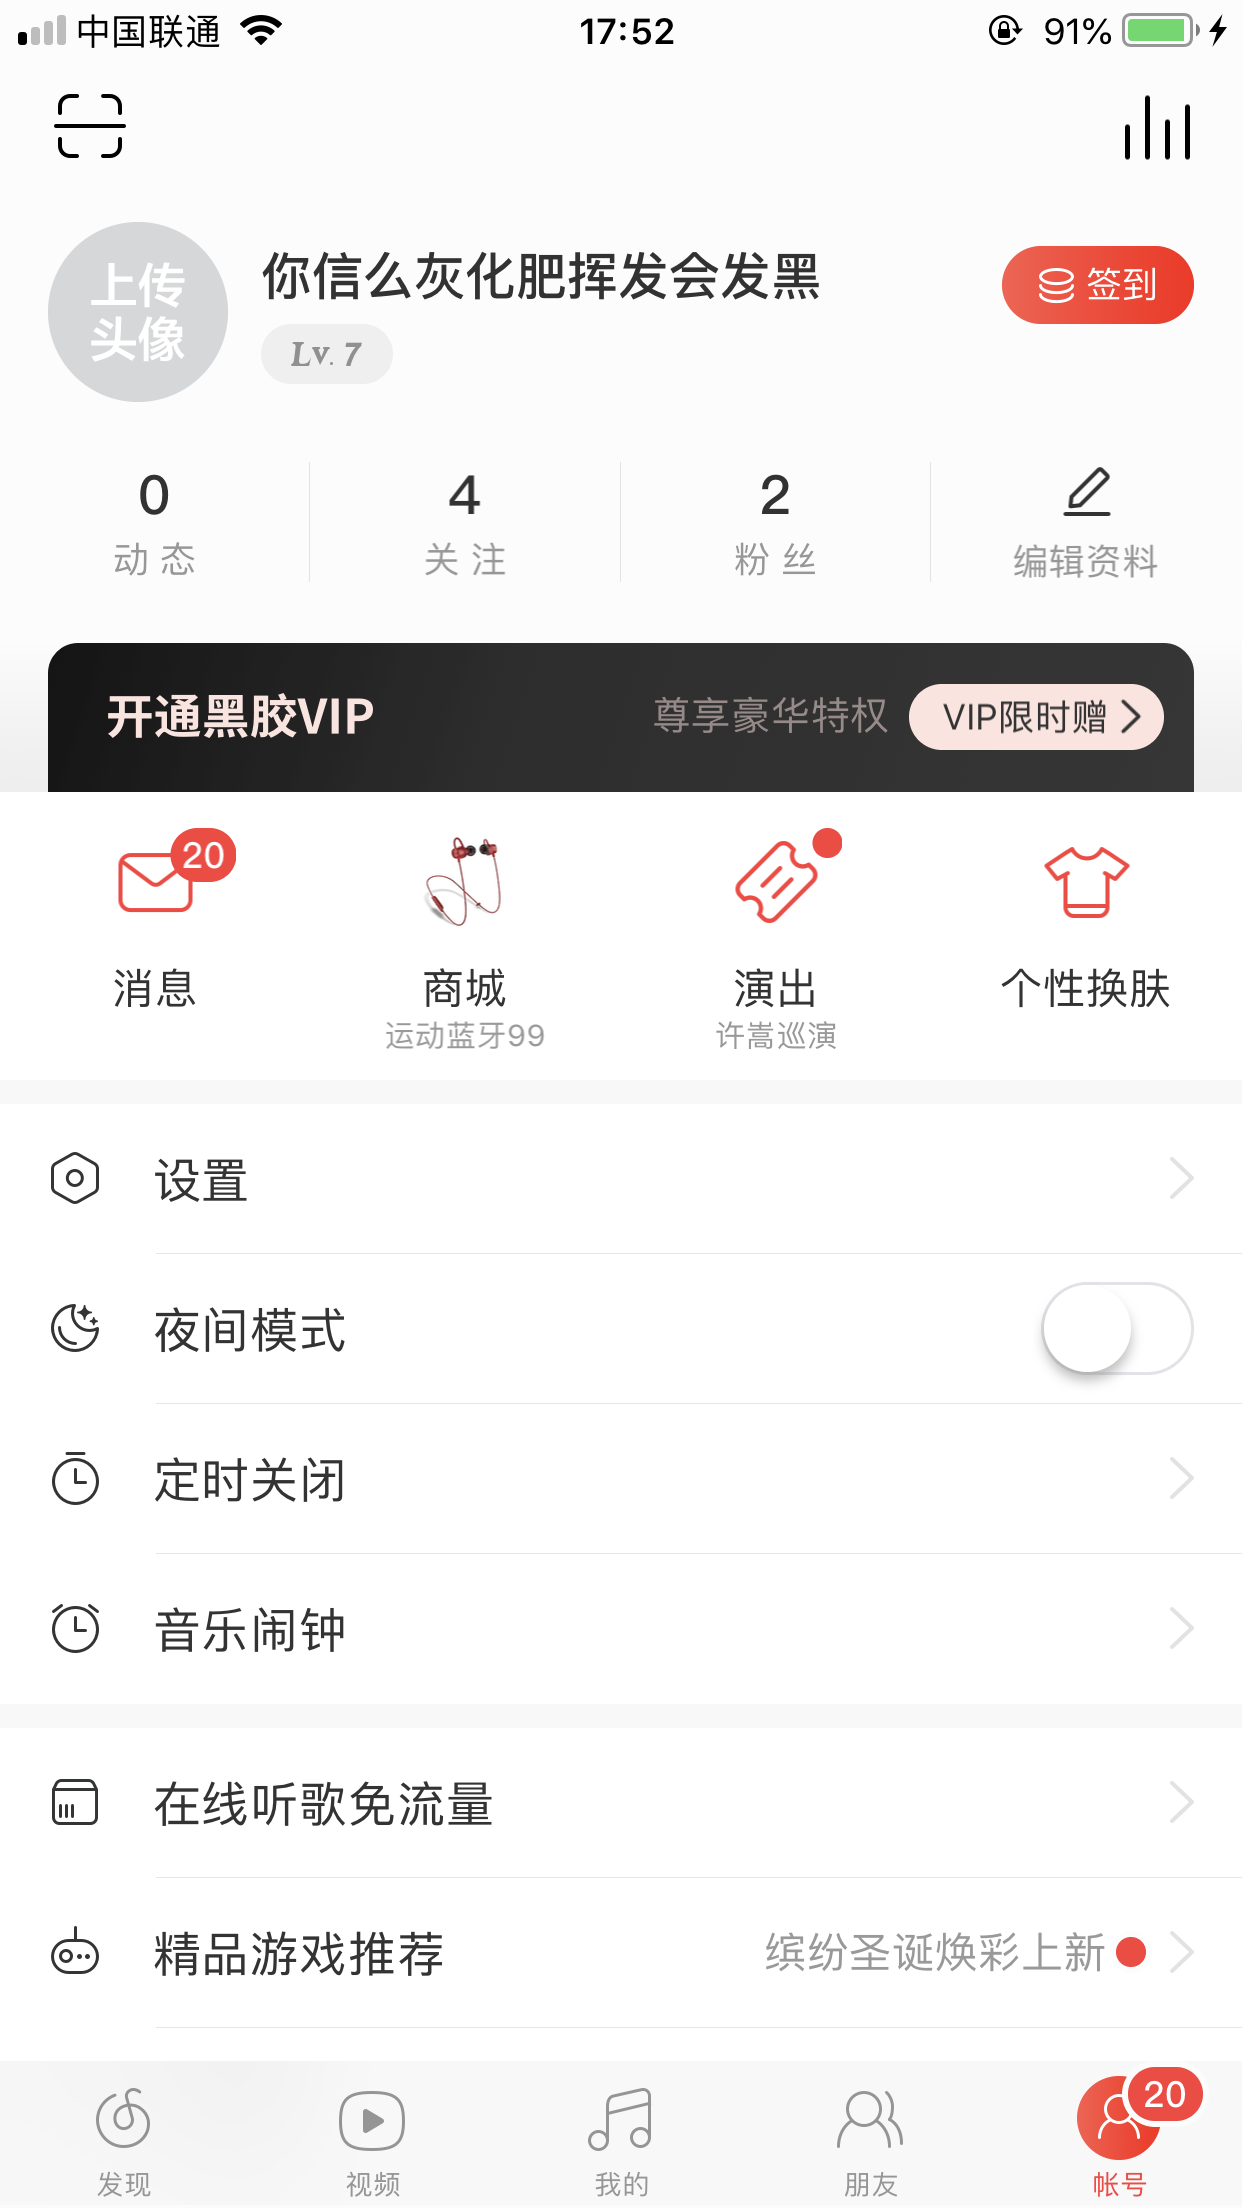 中国联通 17:52 91%
上传
头像
你信么灰化肥挥发会发黑
Lv. 7
签到
0 4 2
动态 关注 粉丝 编辑资料
开通黑胶VIP 尊享豪华特权 VIP限时赠
20
消息 商城 演出 个性换肤
运动蓝牙99 许嵩巡演
设置
夜间模式
定时关闭
音乐闹钟
在线听歌免流量
精品游戏推荐 缤纷圣诞焕彩上新
20
发现 视频 我的 朋友 帐号